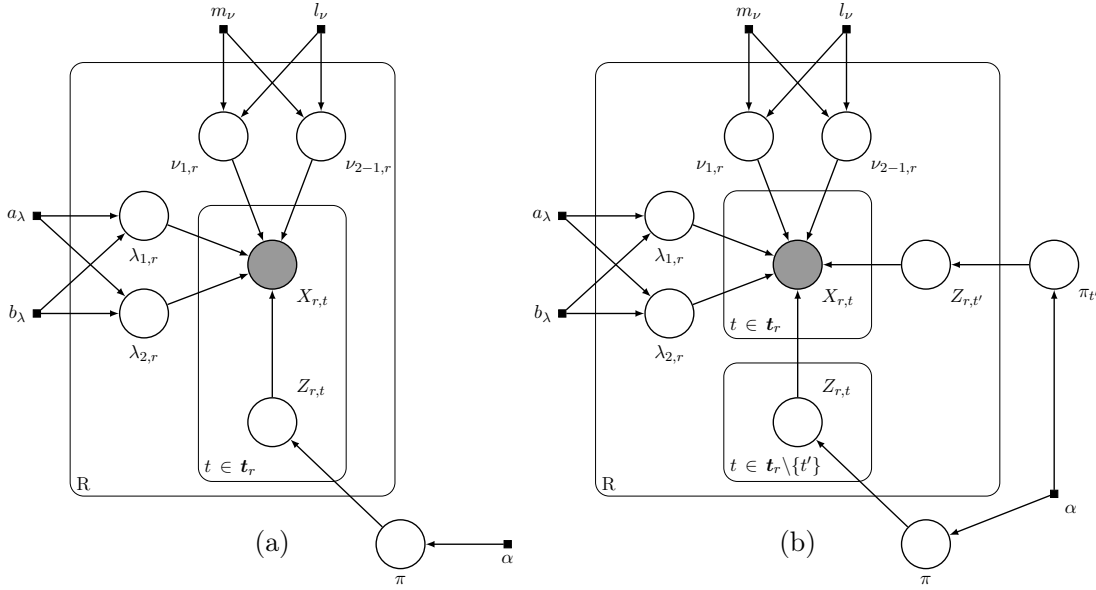 m_ν l_ν
ν_{1,r} ν_{2−1,r}
a_λ
λ_{1,r}
X_{r,t}
b_λ
λ_{2,r}
Z_{r,t}
t ∈ t_r
R
π
α
(a)
m_ν l_ν
ν_{1,r} ν_{2−1,r}
a_λ
λ_{1,r}
X_{r,t}
Z_{r,t'}
π_{t'}
b_λ
t ∈ t_r
λ_{2,r}
Z_{r,t}
t ∈ t_r\{t'}
R
α
π
(b)